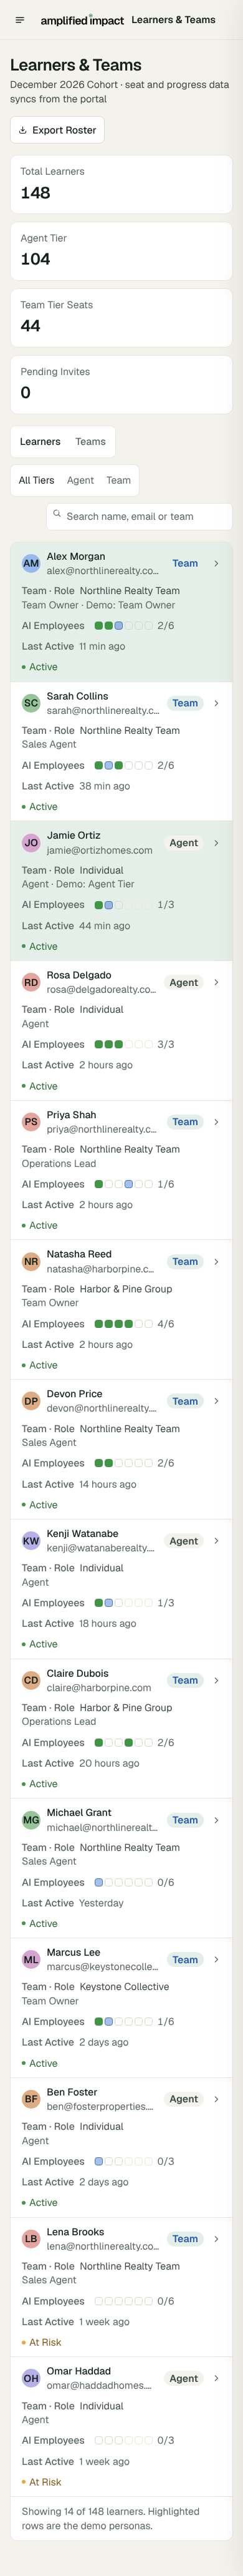 amplified impact Learners & Teams
Learners & Teams
December 2026 Cohort · seat and progress data
syncs from the portal
Export Roster
Total Learners
148
Agent Tier
104
Team Tier Seats
44
Pending Invites
0
Learners Teams
All Tiers Agent Team
Search name, email or team
AM Alex Morgan
alex@northlinerealty.co... Team
Team · Role Northline Realty Team
Team Owner · Demo: Team Owner
AI Employees 2/6
Last Active 11 min ago
Active
SC Sarah Collins
sarah@northlinerealty.c... Team
Team · Role Northline Realty Team
Sales Agent
AI Employees 2/6
Last Active 38 min ago
Active
JO Jamie Ortiz
jamie@ortizhomes.com Agent
Team · Role Individual
Agent · Demo: Agent Tier
AI Employees 1/3
Last Active 44 min ago
Active
RD Rosa Delgado
rosa@delgadorealty.co... Agent
Team · Role Individual
Agent
AI Employees 3/3
Last Active 2 hours ago
Active
PS Priya Shah
priya@northlinerealty.c... Team
Team · Role Northline Realty Team
Operations Lead
AI Employees 1/6
Last Active 2 hours ago
Active
NR Natasha Reed
natasha@harborpine.c... Team
Team · Role Harbor & Pine Group
Team Owner
AI Employees 4/6
Last Active 2 hours ago
Active
DP Devon Price
devon@northlinerealty.... Team
Team · Role Northline Realty Team
Sales Agent
AI Employees 2/6
Last Active 14 hours ago
Active
KW Kenji Watanabe
kenji@watanaberealty.... Agent
Team · Role Individual
Agent
AI Employees 1/3
Last Active 18 hours ago
Active
CD Claire Dubois
claire@harborpine.com Team
Team · Role Harbor & Pine Group
Operations Lead
AI Employees 2/6
Last Active 20 hours ago
Active
MG Michael Grant
michael@northlinerealt... Team
Team · Role Northline Realty Team
Sales Agent
AI Employees 0/6
Last Active Yesterday
Active
ML Marcus Lee
marcus@keystonecolle... Team
Team · Role Keystone Collective
Team Owner
AI Employees 1/6
Last Active 2 days ago
Active
BF Ben Foster
ben@fosterproperties.... Agent
Team · Role Individual
Agent
AI Employees 0/3
Last Active 2 days ago
Active
LB Lena Brooks
lena@northlinerealty.co... Team
Team · Role Northline Realty Team
Sales Agent
AI Employees 0/6
Last Active 1 week ago
At Risk
OH Omar Haddad
omar@haddadhomes.... Agent
Team · Role Individual
Agent
AI Employees 0/3
Last Active 1 week ago
At Risk
Showing 14 of 148 learners. Highlighted
rows are the demo personas.